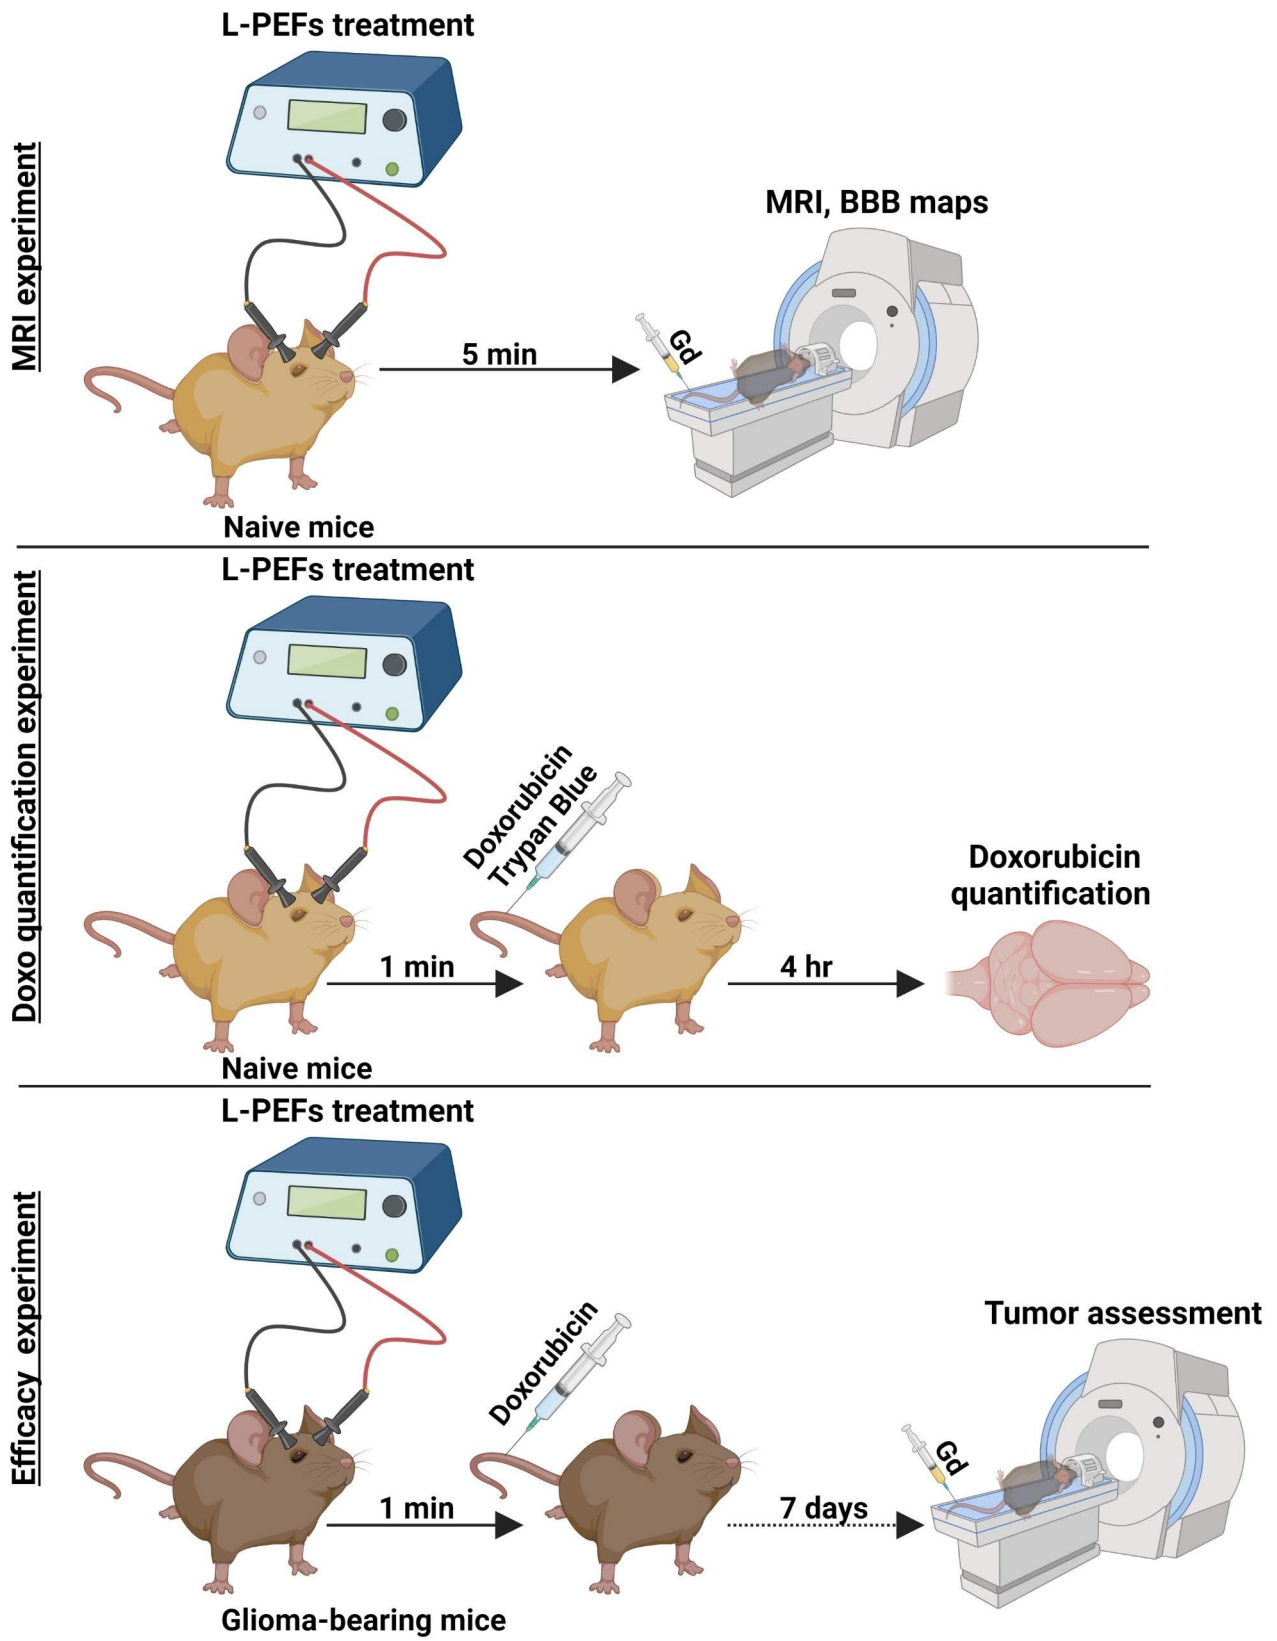 L-PEFs treatment
MRI experiment
MRI, BBB maps
5 min
Gd
Naive mice
L-PEFs treatment
Doxo quantification experiment
Doxorubicin
Trypan Blue
Doxorubicin
quantification
1 min
4 hr
Naive mice
L-PEFs treatment
Efficacy experiment
Doxorubicin
Tumor assessment
Gd
1 min
7 days
Glioma-bearing mice